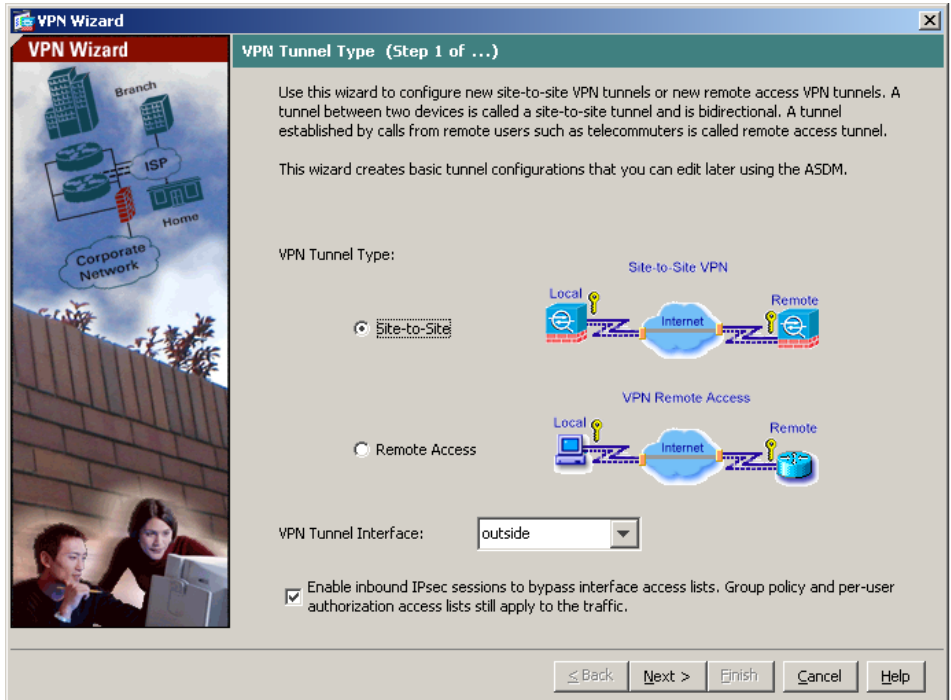 VPN Wizard
VPN Wizard
VPN Tunnel Type (Step 1 of ...)
Branch
ISP
Home
Corporate
Network
Use this wizard to configure new site-to-site VPN tunnels or new remote access VPN tunnels. A
tunnel between two devices is called a site-to-site tunnel and is bidirectional. A tunnel
established by calls from remote users such as telecommuters is called remote access tunnel.
This wizard creates basic tunnel configurations that you can edit later using the ASDM.
VPN Tunnel Type:
Site-to-Site VPN
Local
Remote
Internet
Site-to-Site
VPN Remote Access
Local
Remote
Internet
Remote Access
VPN Tunnel Interface:
outside
Enable inbound IPsec sessions to bypass interface access lists. Group policy and per-user
authorization access lists still apply to the traffic.
< Back
Next >
Finish
Cancel
Help